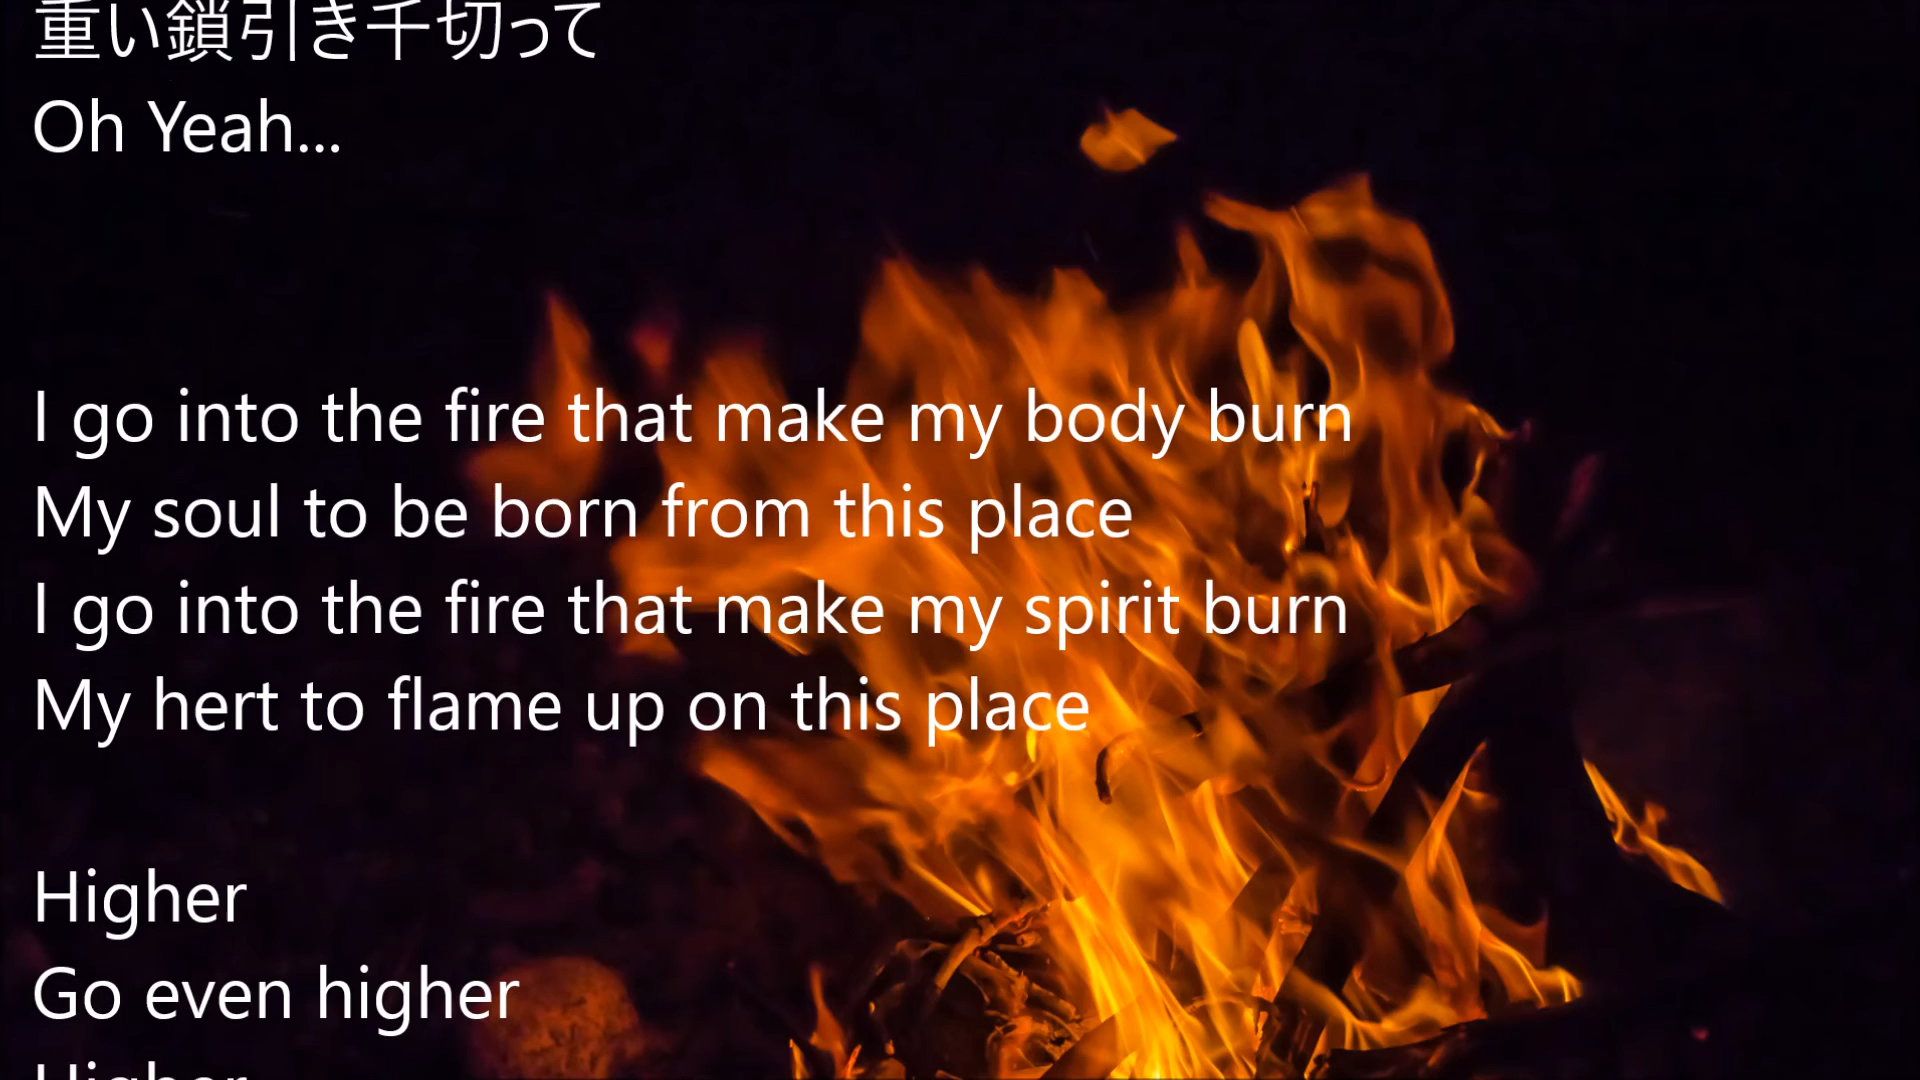 重い鎖引き千切って
Oh Yeah...
I go into the fire that make my body burn
My soul to be born from this place
I go into the fire that make my spirit burn
My hert to flame up on this place
Higher
Go even higher
Higher